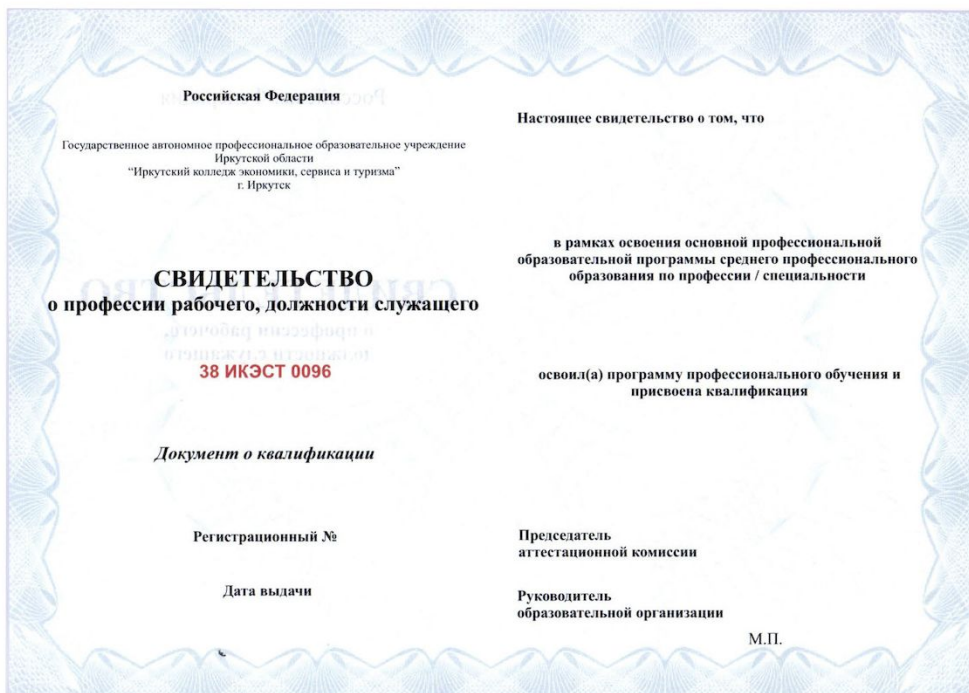 Российская Федерация
Государственное автономное профессиональное образовательное учреждение
Иркутской области
“Иркутский колледж экономики, сервиса и туризма”
г. Иркутск
СВИДЕТЕЛЬСТВО
о профессии рабочего, должности служащего
38 ИКЭСТ 0096
Документ о квалификации
Регистрационный №
Дата выдачи
Настоящее свидетельство о том, что
в рамках освоения основной профессиональной
образовательной программы среднего профессионального
образования по профессии / специальности
освоил(а) программу профессионального обучения и
присвоена квалификация
Председатель
аттестационной комиссии
Руководитель
образовательной организации
М.П.